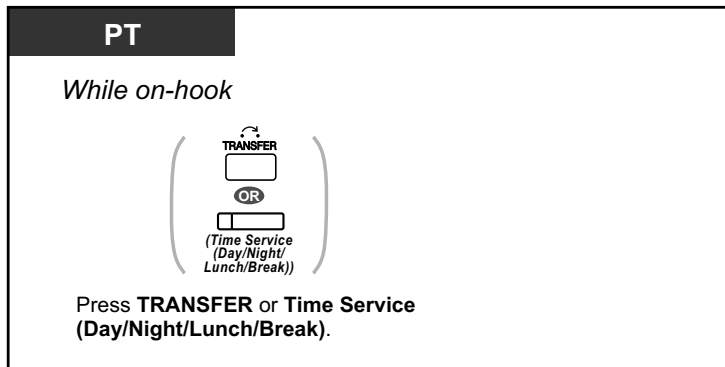 PT
While on-hook
TRANSFER
OR
(Time Service
(Day/Night/
Lunch/Break))
Press TRANSFER or Time Service
(Day/Night/Lunch/Break).